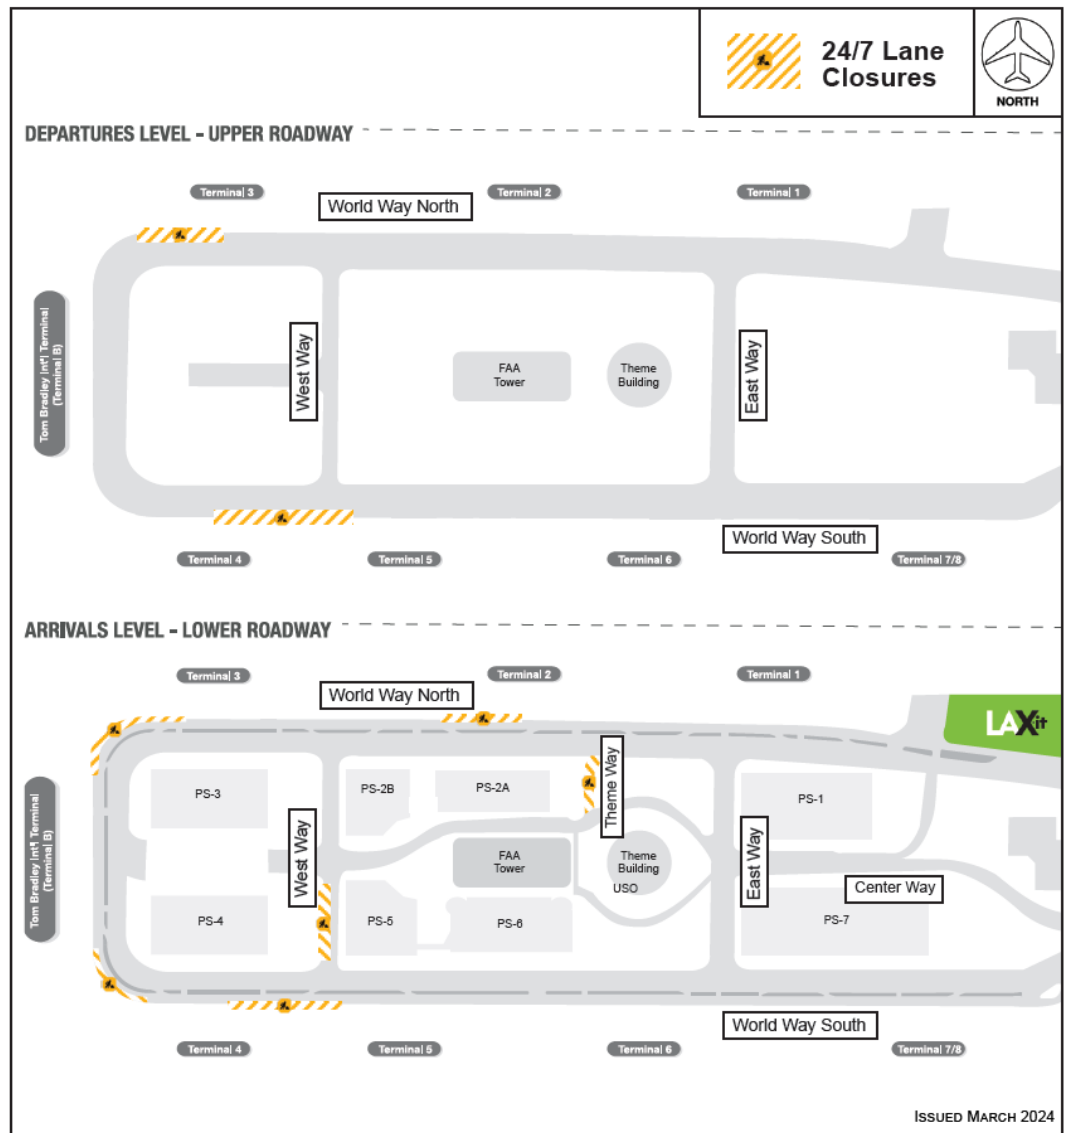 24/7 Lane
Closures
NORTH
DEPARTURES LEVEL - UPPER ROADWAY
Terminal 3
Terminal 2
Terminal 1
World Way North
Tom Bradley Int'l Terminal
(Terminal B)
West Way
FAA
Tower
Theme
Building
East Way
World Way South
Terminal 4
Terminal 5
Terminal 6
Terminal 7/8
ARRIVALS LEVEL - LOWER ROADWAY
Terminal 3
Terminal 2
Terminal 1
World Way North
LAXit
Theme Way
PS-3
PS-2B
PS-2A
PS-1
Tom Bradley Int'l Terminal
(Terminal B)
West Way
FAA
Tower
Theme
Building
USO
East Way
Center Way
PS-4
PS-5
PS-6
PS-7
World Way South
Terminal 4
Terminal 5
Terminal 6
Terminal 7/8
ISSUED MARCH 2024